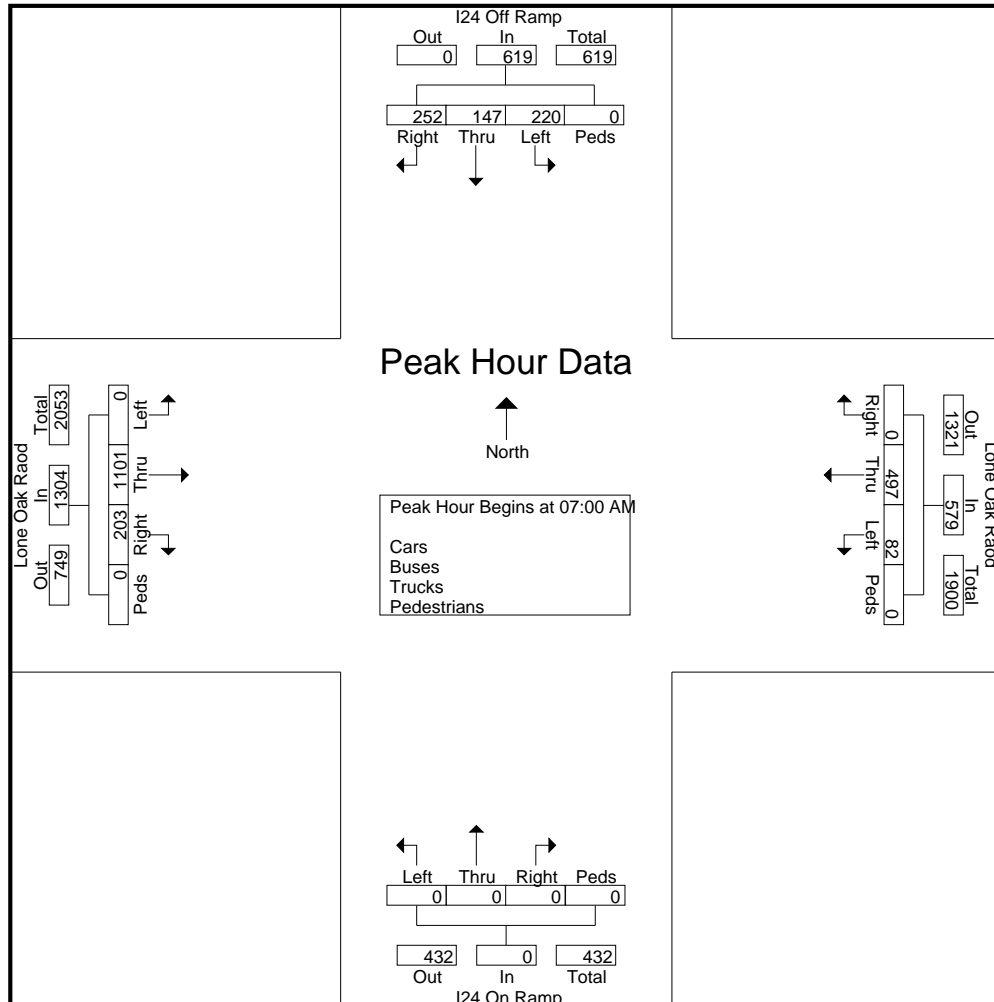 I24 Off Ramp
Out In Total
0 619 619
252 147 220 0
Right Thru Left Peds
Peak Hour Data
North
Peak Hour Begins at 07:00 AM
Cars
Buses
Trucks
Pedestrians
Lone Oak Raod
Total In Out
2053 1304 749
0 1101 203 0
Left Thru Right Peds
Lone Oak Raod
Out In Total
1321 579 1900
0 497 82 0
Right Thru Left Peds
Left Thru Right Peds
0 0 0 0
432 0 432
Out In Total
I24 On Ramp